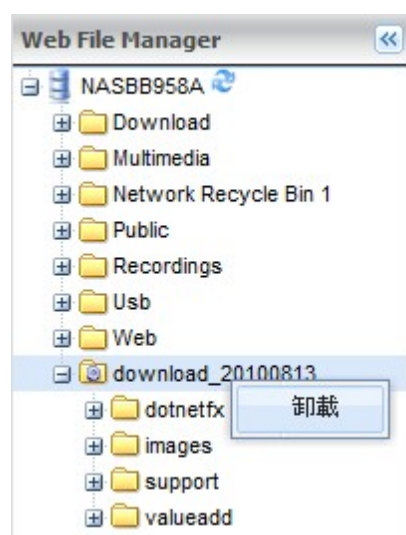 Web File Manager
NASBB958A
Download
Multimedia
Network Recycle Bin 1
Public
Recordings
Usb
Web
download_20100813
dotnetfx
卸載
images
support
valueadd